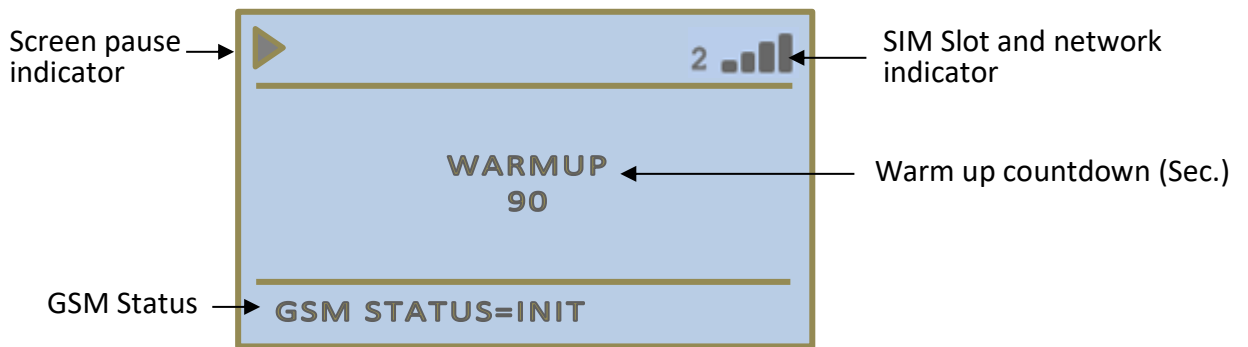 Screen pause
indicator
2
SIM Slot and network
indicator
WARMUP
90
Warm up countdown (Sec.)
GSM Status
GSM STATUS=INIT